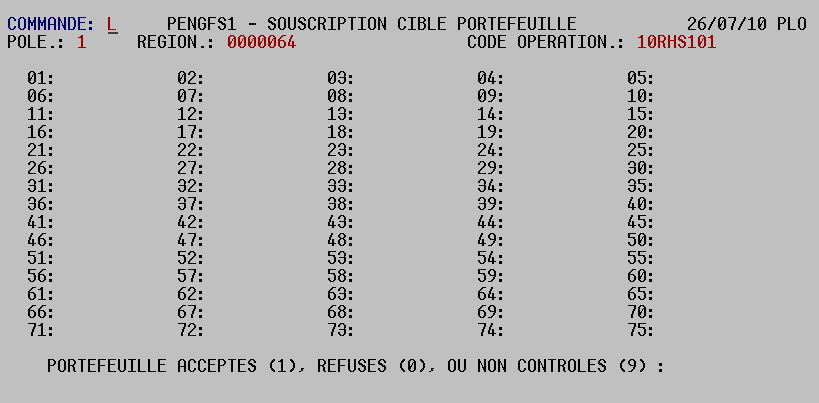 COMMANDE: L PENGFS1 - SOUSCRIPTION CIBLE PORTEFEUILLE 26/07/10 PLO
POLE.: 1 REGION.: 0000064 CODE OPERATION.: 10RHS101
01: 02: 03: 04: 05:
06: 07: 08: 09: 10:
11: 12: 13: 14: 15:
16: 17: 18: 19: 20:
21: 22: 23: 24: 25:
26: 27: 28: 29: 30:
31: 32: 33: 34: 35:
36: 37: 38: 39: 40:
41: 42: 43: 44: 45:
46: 47: 48: 49: 50:
51: 52: 53: 54: 55:
56: 57: 58: 59: 60:
61: 62: 63: 64: 65:
66: 67: 68: 69: 70:
71: 72: 73: 74: 75:
PORTEFEUILLE ACCEPTES (1), REFUSES (0), OU NON CONTROLES (9) :